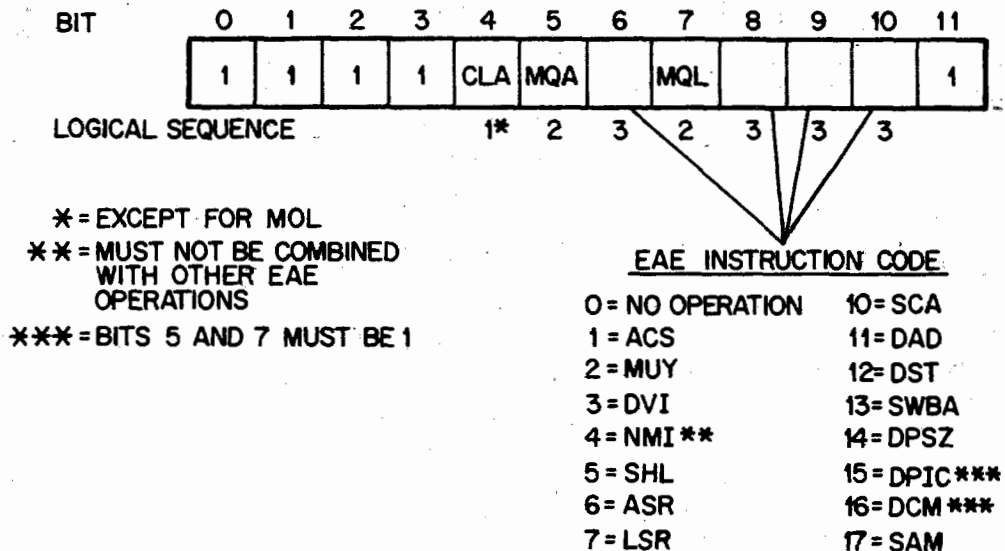 BIT 0 1 2 3 4 5 6 7 8 9 10 11
1 1 1 1 CLA MQA MQL 1
LOGICAL SEQUENCE 1* 2 3 2 3 3 3
* = EXCEPT FOR MOL
** = MUST NOT BE COMBINED
WITH OTHER EAE
OPERATIONS
*** = BITS 5 AND 7 MUST BE 1
EAE INSTRUCTION CODE
0 = NO OPERATION 10 = SCA
1 = ACS 11 = DAD
2 = MUY 12 = DST
3 = DVI 13 = SWBA
4 = NMI ** 14 = DPSZ
5 = SHL 15 = DPIC ***
6 = ASR 16 = DCM ***
7 = LSR 17 = SAM